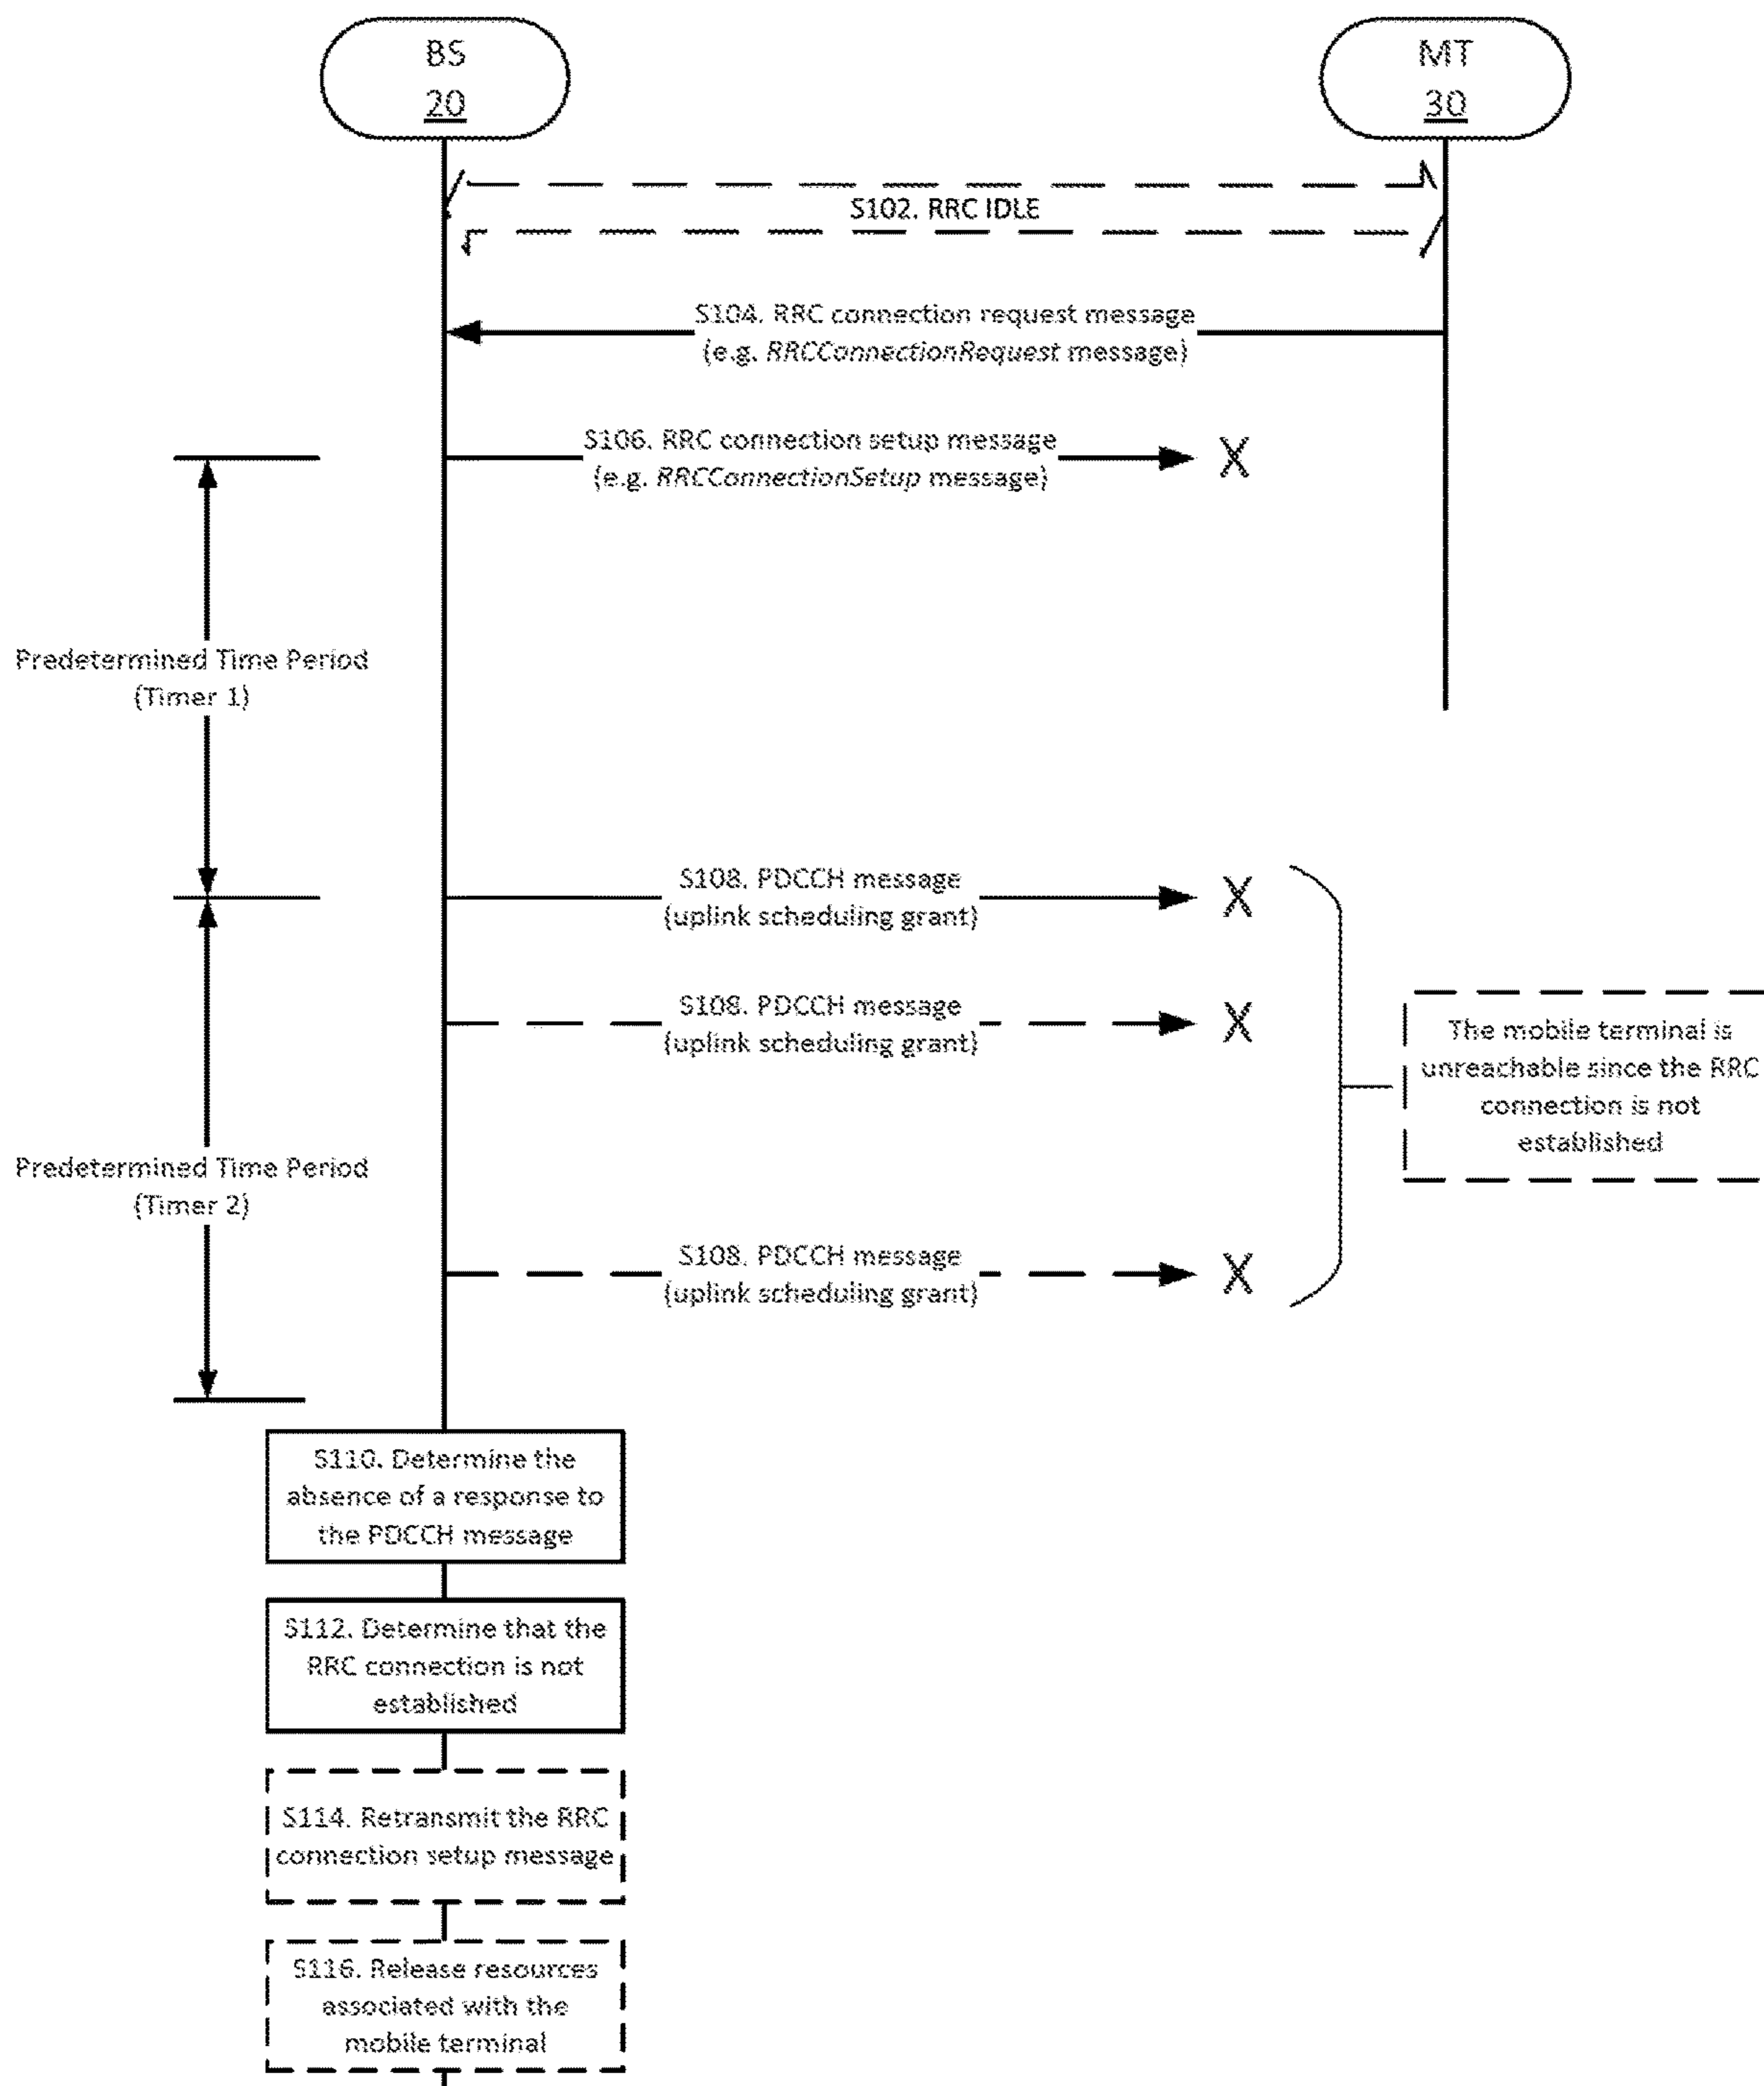 BS
20
MT
30
S102. RRC IDLE
S104. RRC connection request message
(e.g. RRCConnectionRequest message)
S106. RRC connection setup message
(e.g. RRCConnectionSetup message)
X
Predetermined Time Period
(Timer 1)
S108. PDCCH message
(uplink scheduling grant)
X
S108. PDCCH message
(uplink scheduling grant)
X
The mobile terminal is
unreachable since the RRC
connection is not
established
Predetermined Time Period
(Timer 2)
S108. PDCCH message
(uplink scheduling grant)
X
S110. Determine the
absence of a response to
the PDCCH message
S112. Determine that the
RRC connection is not
established
S114. Retransmit the RRC
connection setup message
S116. Release resources
associated with the
mobile terminal